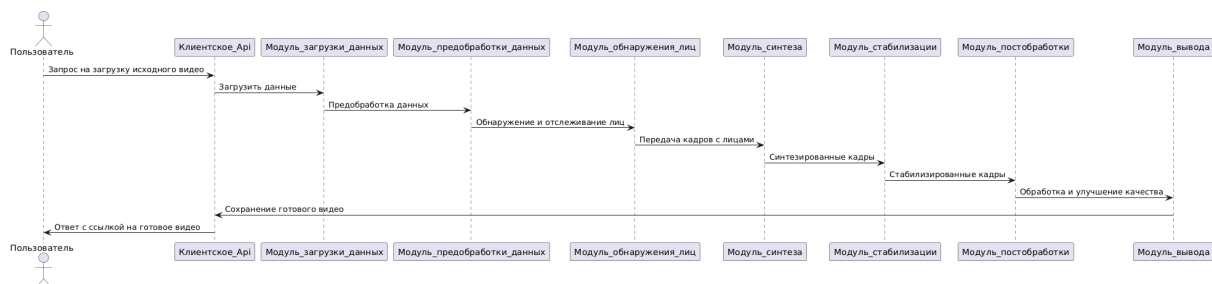 Пользователь
Клиентское_Api
Модуль_загрузки_данных
Модуль_предобработки_данных
Модуль_обнаружения_лиц
Модуль_синтеза
Модуль_стабилизации
Модуль_постобработки
Модуль_вывода
Запрос на загрузку исходного видео
Загрузить данные
Предобработка данных
Обнаружение и отслеживание лиц
Передача кадров с лицами
Синтезированные кадры
Стабилизированные кадры
Обработка и улучшение качества
Сохранение готового видео
Ответ с ссылкой на готовое видео
Пользователь
Клиентское_Api
Модуль_загрузки_данных
Модуль_предобработки_данных
Модуль_обнаружения_лиц
Модуль_синтеза
Модуль_стабилизации
Модуль_постобработки
Модуль_вывода